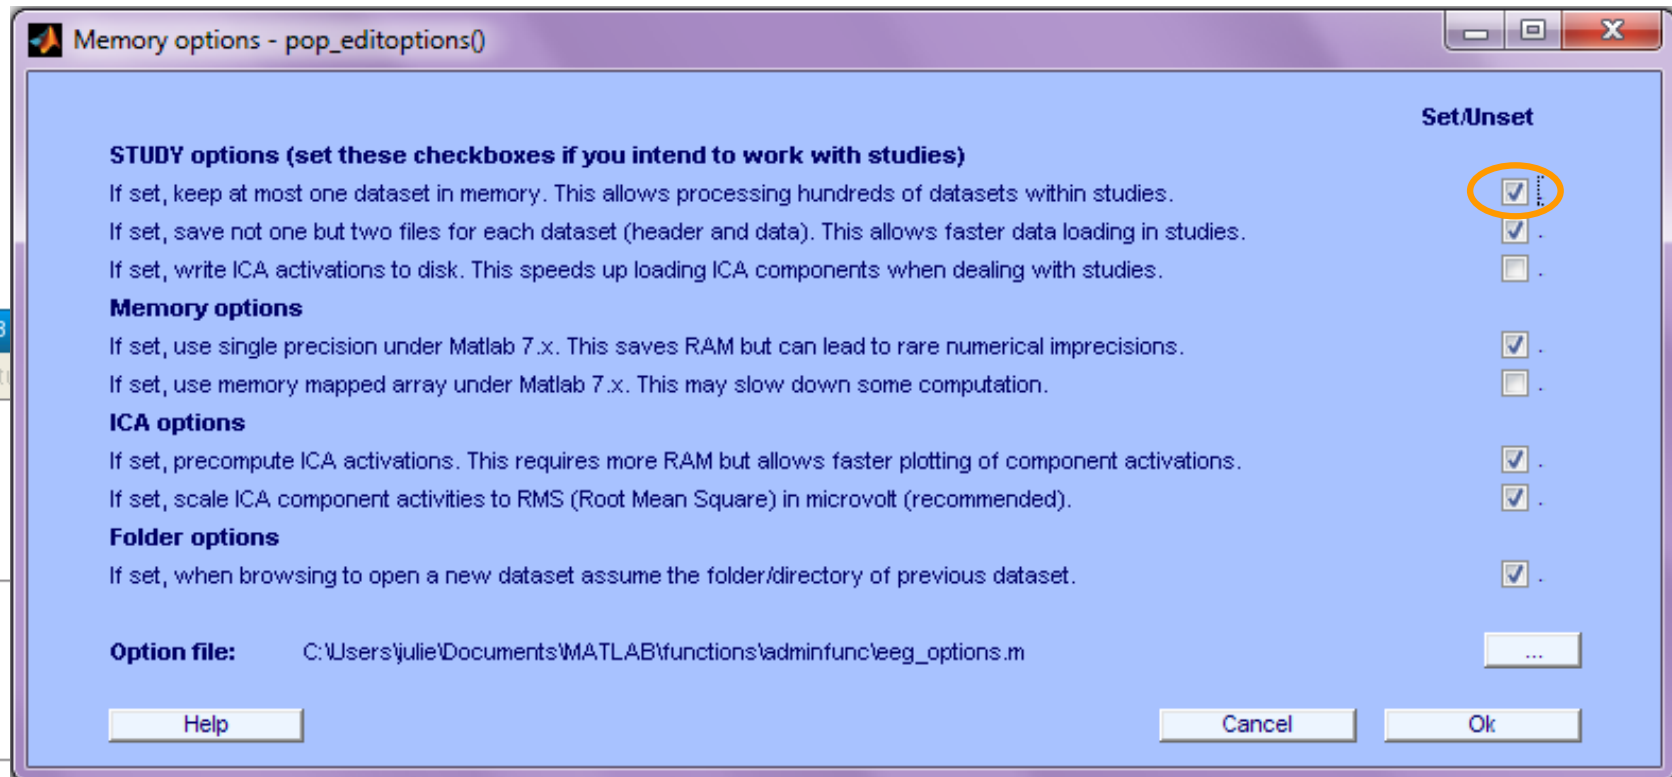 Memory options - pop_editoptions()
Set/Unset
STUDY options (set these checkboxes if you intend to work with studies)
If set, keep at most one dataset in memory. This allows processing hundreds of datasets within studies.
If set, save not one but two files for each dataset (header and data). This allows faster data loading in studies.
If set, write ICA activations to disk. This speeds up loading ICA components when dealing with studies.
Memory options
If set, use single precision under Matlab 7.x. This saves RAM but can lead to rare numerical imprecisions.
If set, use memory mapped array under Matlab 7.x. This may slow down some computation.
ICA options
If set, precompute ICA activations. This requires more RAM but allows faster plotting of component activations.
If set, scale ICA component activities to RMS (Root Mean Square) in microvolt (recommended).
Folder options
If set, when browsing to open a new dataset assume the folder/directory of previous dataset.
Option file: C:\Users\julie\Documents\MATLAB\functions\adminfunc\eeg_options.m ...
Help Cancel Ok